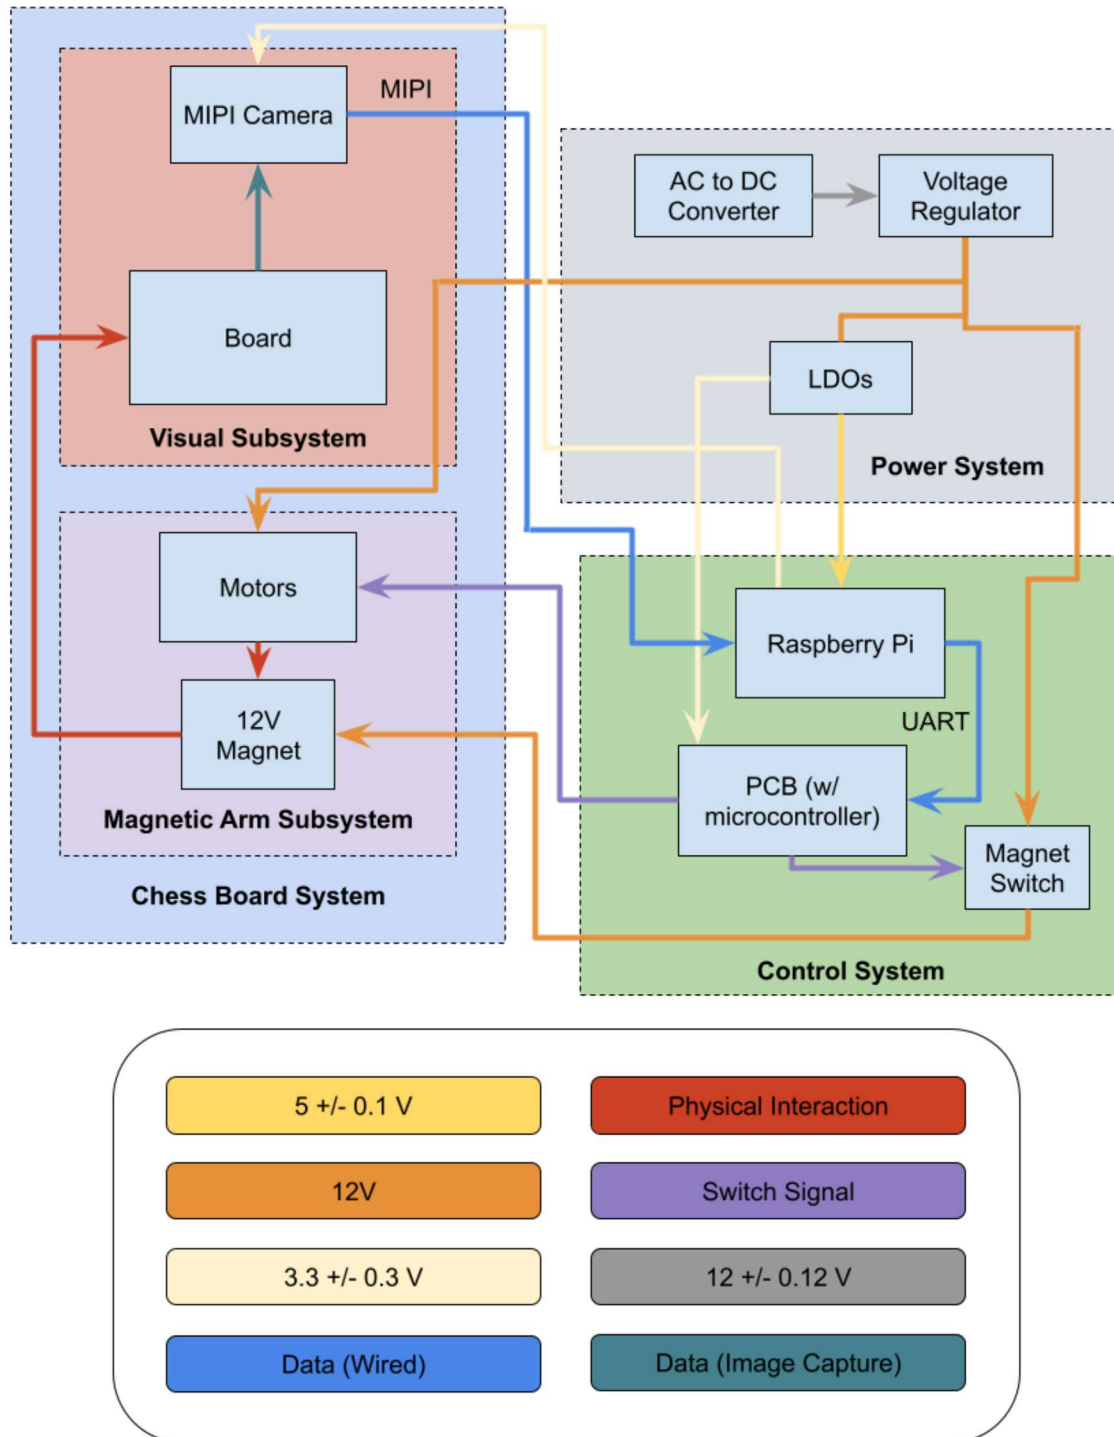 MIPI Camera
MIPI
Board
Visual Subsystem
Motors
12V
Magnet
Magnetic Arm Subsystem
Chess Board System
AC to DC
Converter
Voltage
Regulator
LDOs
Power System
Raspberry Pi
UART
PCB (w/
microcontroller)
Magnet
Switch
Control System
5 +/- 0.1 V
Physical Interaction
12V
Switch Signal
3.3 +/- 0.3 V
12 +/- 0.12 V
Data (Wired)
Data (Image Capture)